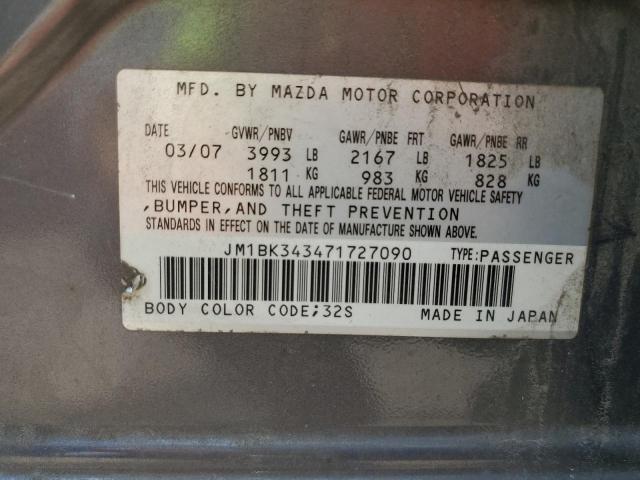 MFD. BY MAZDA MOTOR CORPORATION
DATE GVWR/PNBV GAWR/PNBE FRT GAWR/PNBE RR
03/07 3993 LB 2167 LB 1825 LB
1811 KG 983 KG 828 KG
THIS VEHICLE CONFORMS TO ALL APPLICABLE FEDERAL MOTOR VEHICLE SAFETY
,BUMPER,AND THEFT PREVENTION
STANDARDS IN EFFECT ON THE DATE OF MANUFACTURE SHOWN ABOVE.
JM1BK343471727090 TYPE:PASSENGER
BODY COLOR CODE;32S MADE IN JAPAN